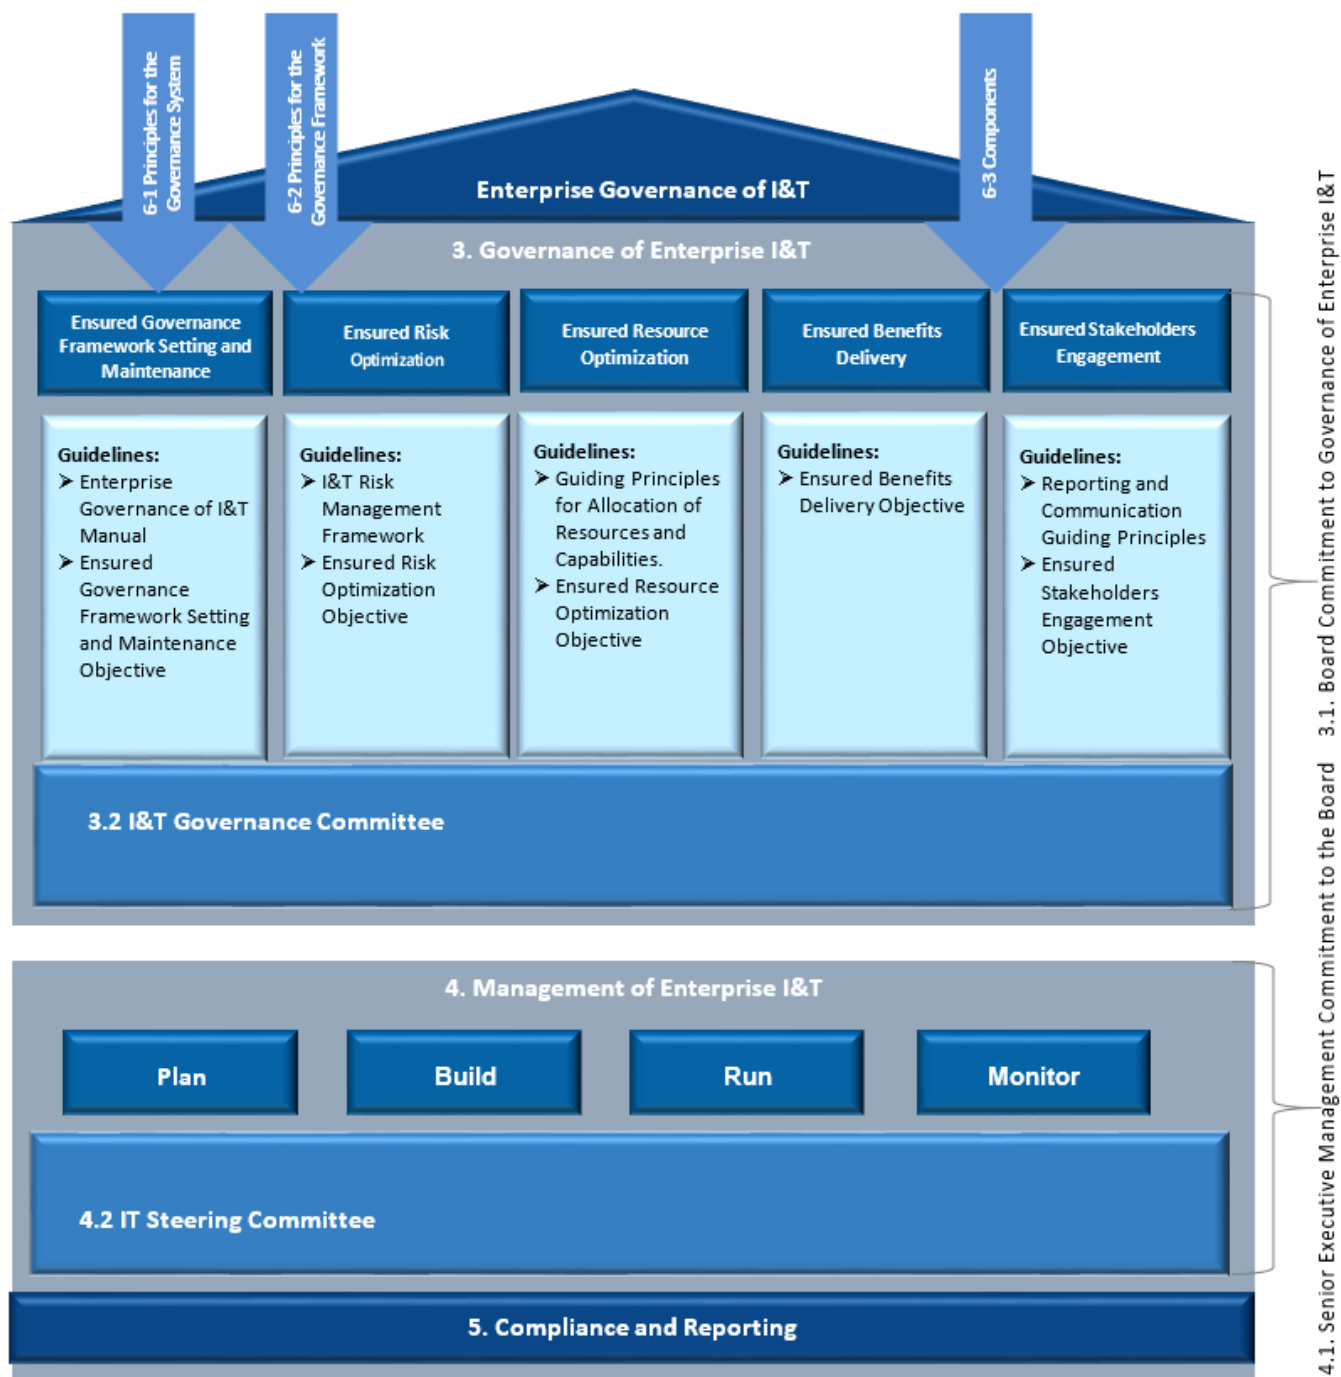 6-1 Principles for the
Governance System
6-2 Principles for the
Governance Framework
6-3 Components
Enterprise Governance of I&T
3. Governance of Enterprise I&T
Ensured Governance
Framework Setting and
Maintenance
Ensured Risk
Optimization
Ensured Resource
Optimization
Ensured Benefits
Delivery
Ensured Stakeholders
Engagement
Guidelines:
➢ Enterprise
Governance of I&T
Manual
➢ Ensured
Governance
Framework Setting
and Maintenance
Objective
Guidelines:
➢ I&T Risk
Management
Framework
➢ Ensured Risk
Optimization
Objective
Guidelines:
➢ Guiding Principles
for Allocation of
Resources and
Capabilities.
➢ Ensured Resource
Optimization
Objective
Guidelines:
➢ Ensured Benefits
Delivery Objective
Guidelines:
➢ Reporting and
Communication
Guiding Principles
➢ Ensured
Stakeholders
Engagement
Objective
3.2 I&T Governance Committee
3.1. Board Commitment to Governance of Enterprise I&T
4. Management of Enterprise I&T
Plan
Build
Run
Monitor
4.2 IT Steering Committee
4.1. Senior Executive Management Commitment to the Board
5. Compliance and Reporting